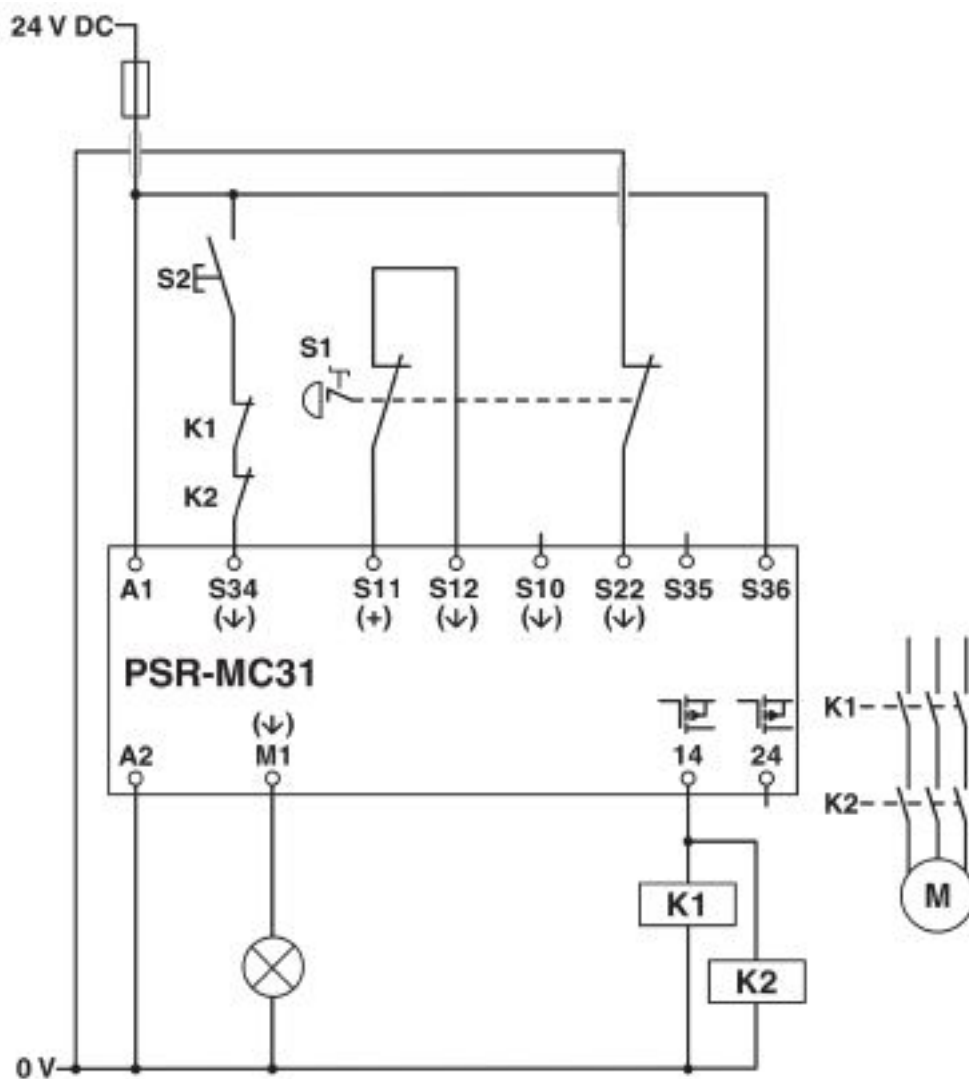 24 V DC
S2
S1
K1
K2
A1 S34 S11 S12 S10 S22 S35 S36
(↓) (+) (↓) (↓) (↓)
PSR-MC31
(↓)
A2 M1 14 24
K1
K2
K1
M
K2
0 V